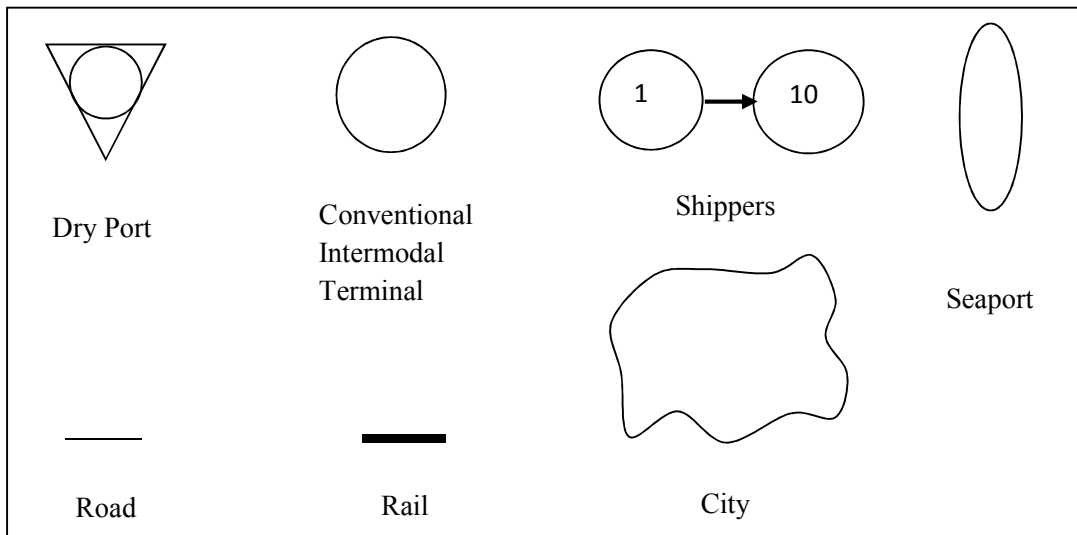 1
10
Dry Port
Conventional
Intermodal
Terminal
Shippers
Seaport
Road
Rail
City